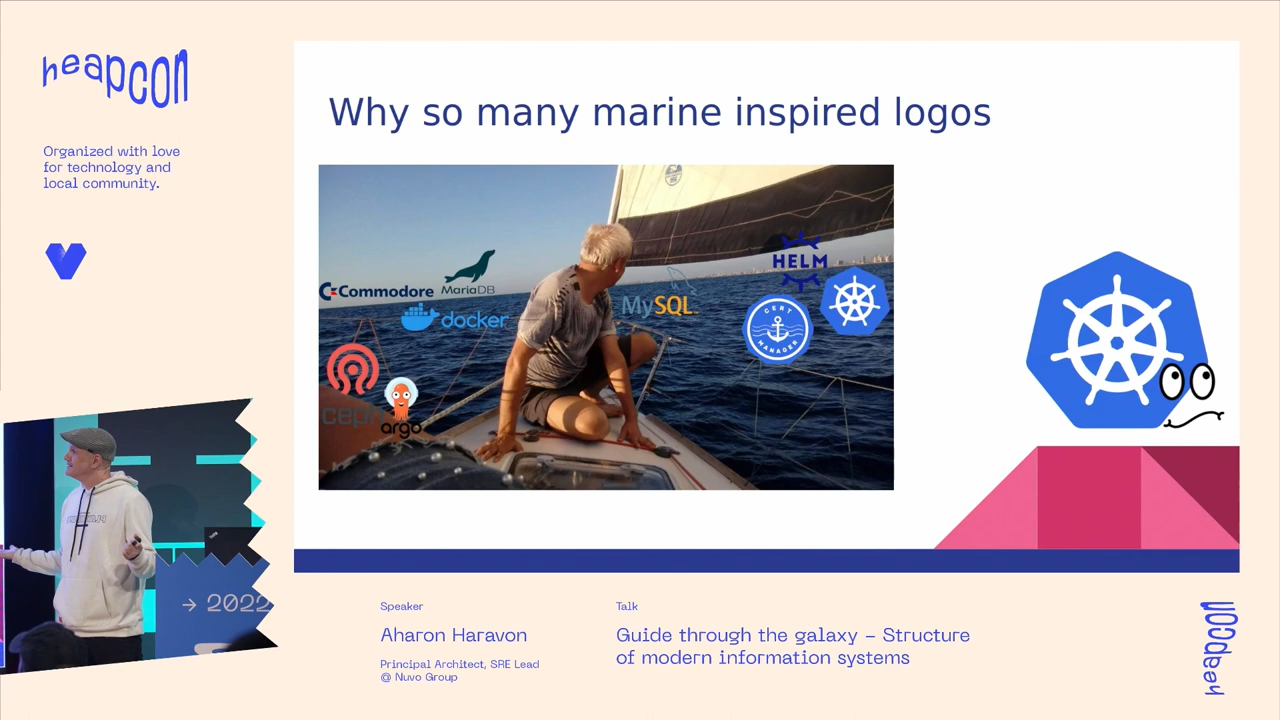 heapcon
Organized with love
for technology and
local community.
Why so many marine inspired logos
Commodore
MariaDB
docker
MySQL
HELM
CERT
MANAGER
ceph
argo
→ 2022
Speaker
Aharon Haravon
Principal Architect, SRE Lead
@ Nuvo Group
Talk
Guide through the galaxy – Structure
of modern information systems
heapcon